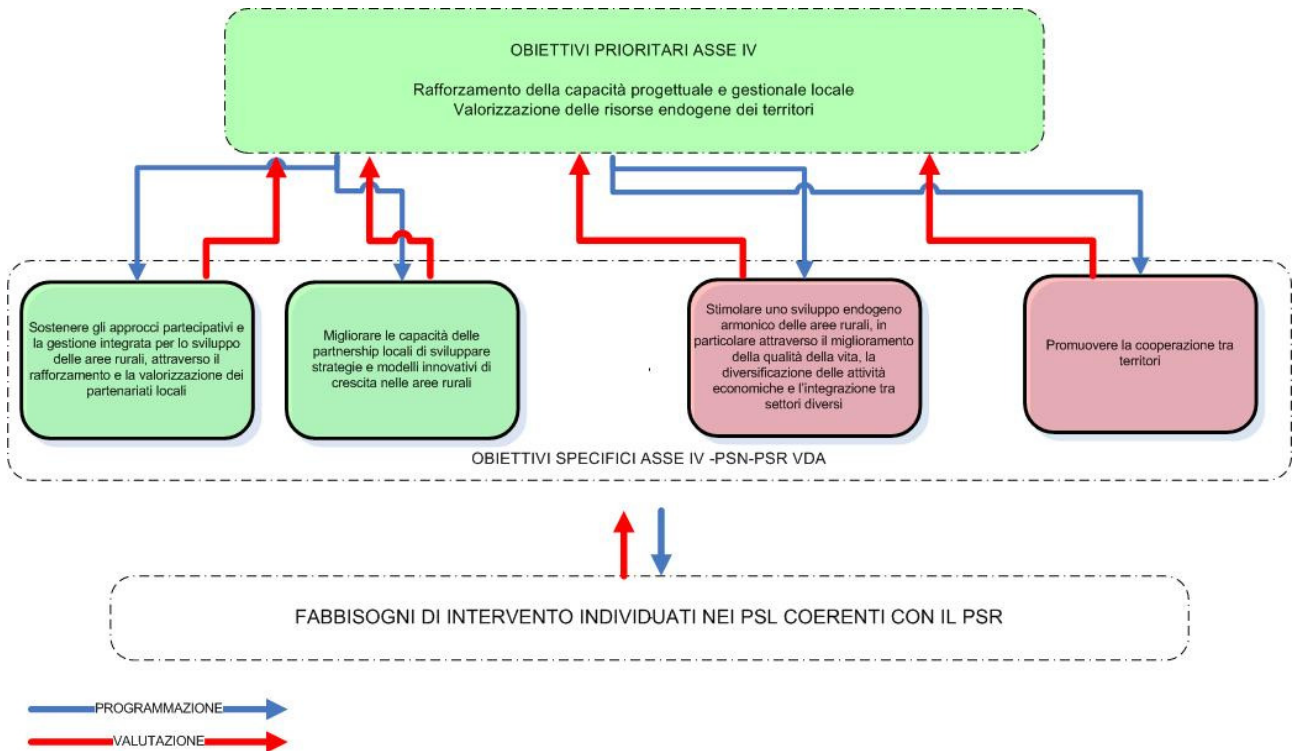 OBIETTIVI PRIORITARI ASSE IV
Rafforzamento della capacità progettuale e gestionale locale
Valorizzazione delle risorse endogene dei territori
Sostenere gli approcci partecipativi e
la gestione integrata per lo sviluppo
delle aree rurali, attraverso il
rafforzamento e la valorizzazione dei
partenariati locali
Migliorare le capacità delle
partnership locali di sviluppare
strategie e modelli innovativi di
crescita nelle aree rurali
Stimolare uno sviluppo endogeno
armonico delle aree rurali, in
particolare attraverso il miglioramento
della qualità della vita, la
diversificazione delle attività
economiche e l'integrazione tra
settori diversi
Promuovere la cooperazione tra
territori
OBIETTIVI SPECIFICI ASSE IV -PSN-PSR VDA
FABBISOGNI DI INTERVENTO INDIVIDUATI NEI PSL COERENTI CON IL PSR
PROGRAMMAZIONE
VALUTAZIONE